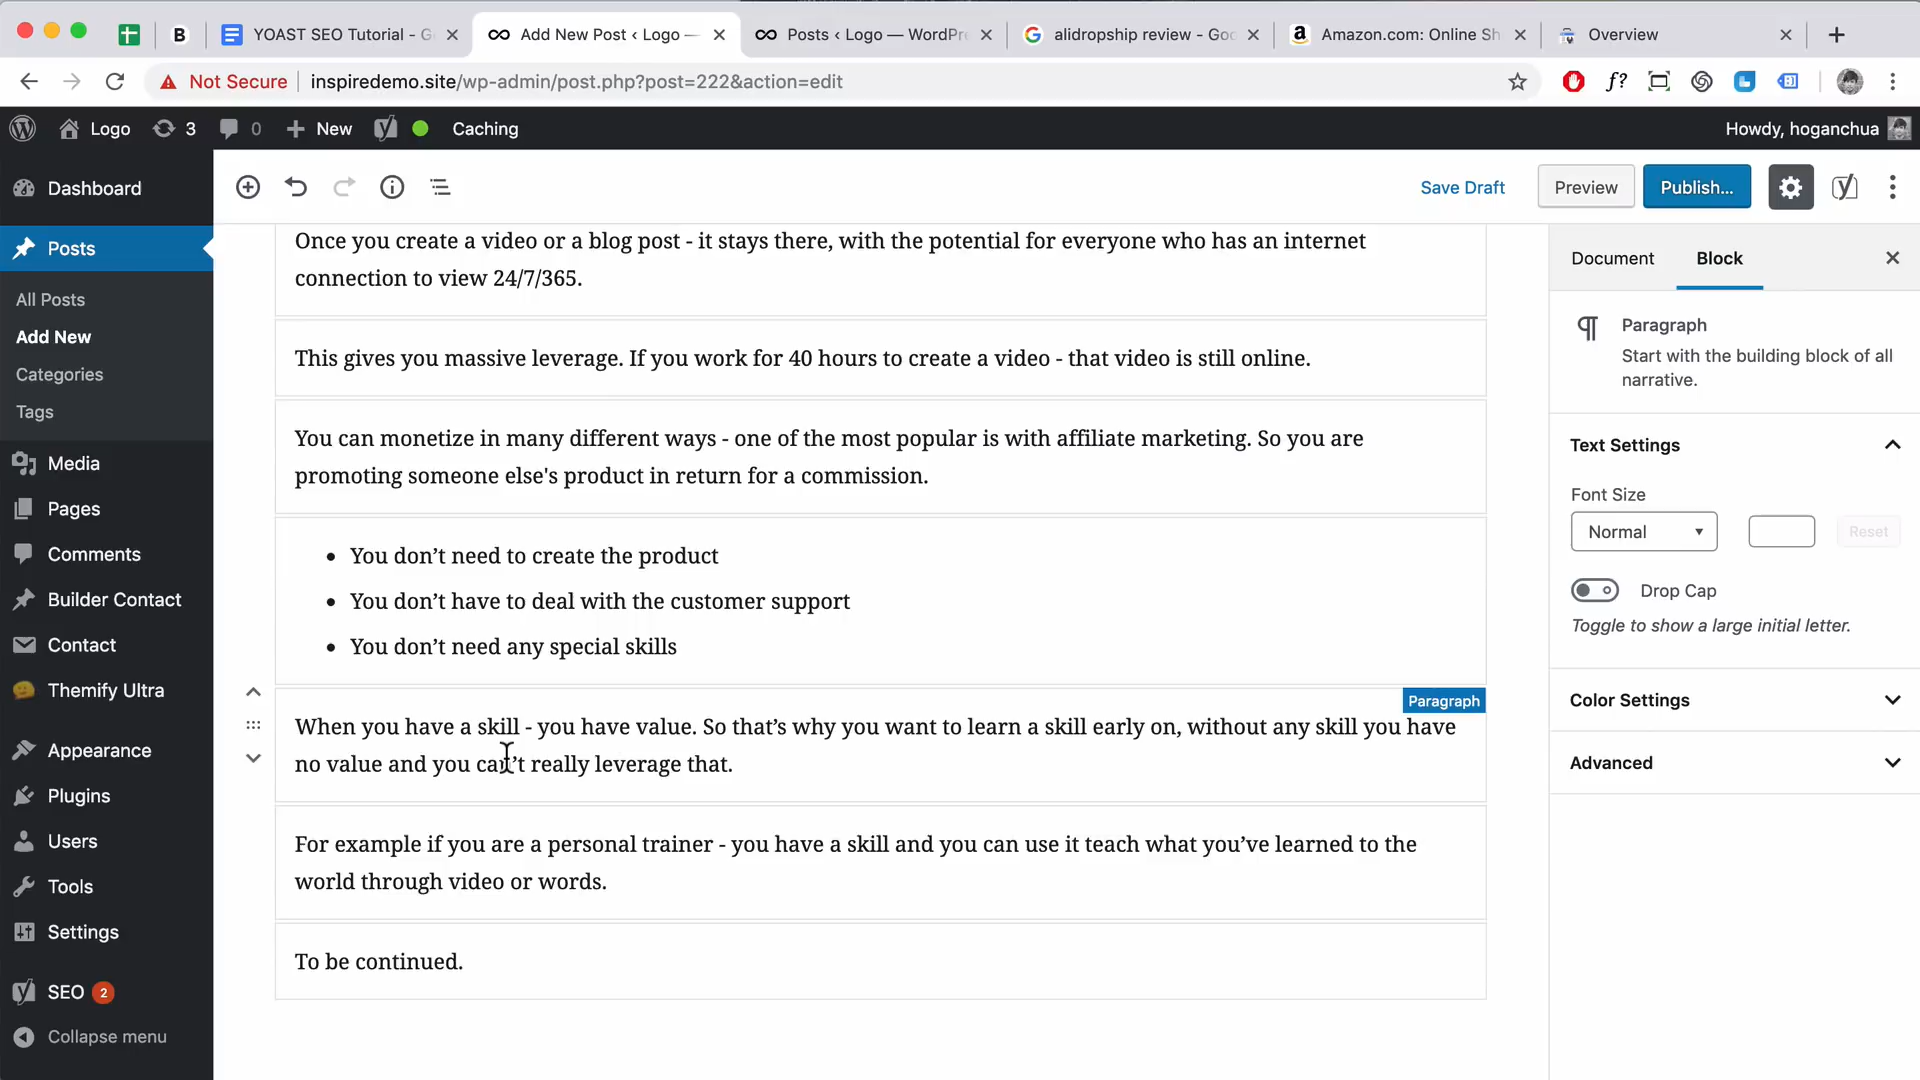 YOAST SEO Tutorial - G
Add New Post ‹ Logo —
Posts ‹ Logo — WordPre
alidropship review - Goo
Amazon.com: Online Sh
Overview
Not Secure
inspiredemo.site/wp-admin/post.php?post=222&action=edit
f?
Logo
3
0
New
Caching
Howdy, hoganchua
Dashboard
Posts
All Posts
Add New
Categories
Tags
Media
Pages
Comments
Builder Contact
Contact
Themify Ultra
Appearance
Plugins
Users
Tools
Settings
SEO 2
Collapse menu
Save Draft
Preview
Publish...
Once you create a video or a blog post - it stays there, with the potential for everyone who has an internet
connection to view 24/7/365.
This gives you massive leverage. If you work for 40 hours to create a video - that video is still online.
You can monetize in many different ways - one of the most popular is with affiliate marketing. So you are
promoting someone else's product in return for a commission.
• You don’t need to create the product
• You don’t have to deal with the customer support
• You don’t need any special skills
Paragraph
When you have a skill - you have value. So that’s why you want to learn a skill early on, without any skill you have
no value and you can’t really leverage that.
For example if you are a personal trainer - you have a skill and you can use it teach what you’ve learned to the
world through video or words.
To be continued.
Document
Block
Paragraph
Start with the building block of all
narrative.
Text Settings
Font Size
Normal
Reset
Drop Cap
Toggle to show a large initial letter.
Color Settings
Advanced